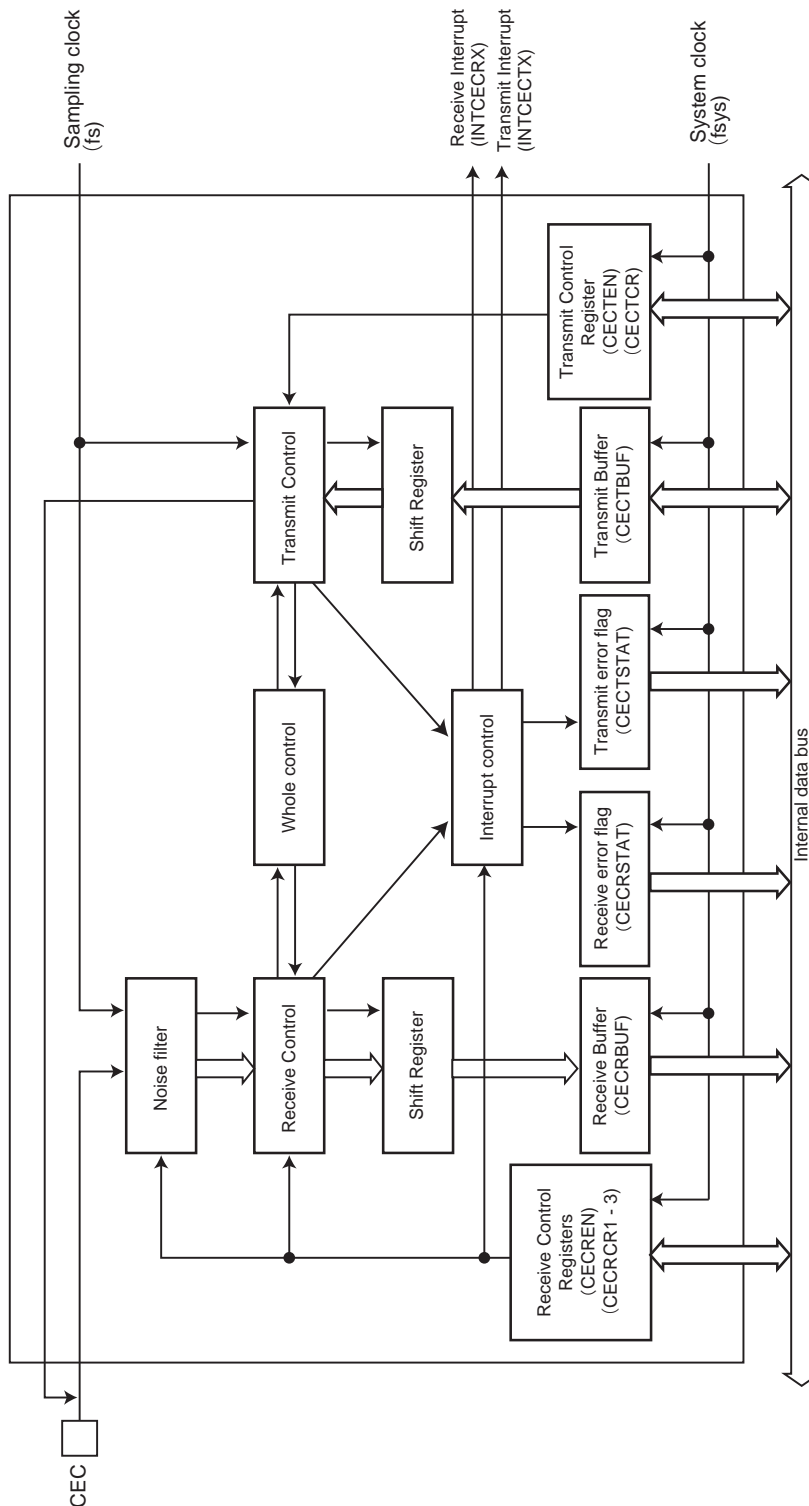 CEC
Sampling clock
(fs)
Noise filter
Receive Control
Whole control
Transmit Control
Shift Register
Shift Register
Interrupt control
Receive Interrupt
(INTCECRX)
Transmit Interrupt
(INTCECTX)
Receive Control
Registers
(CECREN)
(CECRCR1 - 3)
Receive Buffer
(CECRBUF)
Receive error flag
(CECRSTAT)
Transmit error flag
(CECTSTAT)
Transmit Buffer
(CECTBUF)
Transmit Control
Register
(CECTEN)
(CECTCR)
System clock
(fsys)
Internal data bus